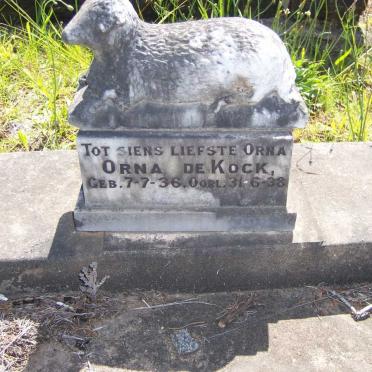 TOT SIENS LIEFSTE ORNA
ORNA DE KOCK,
GEB. 7-7-36. OORL. 31-6-38